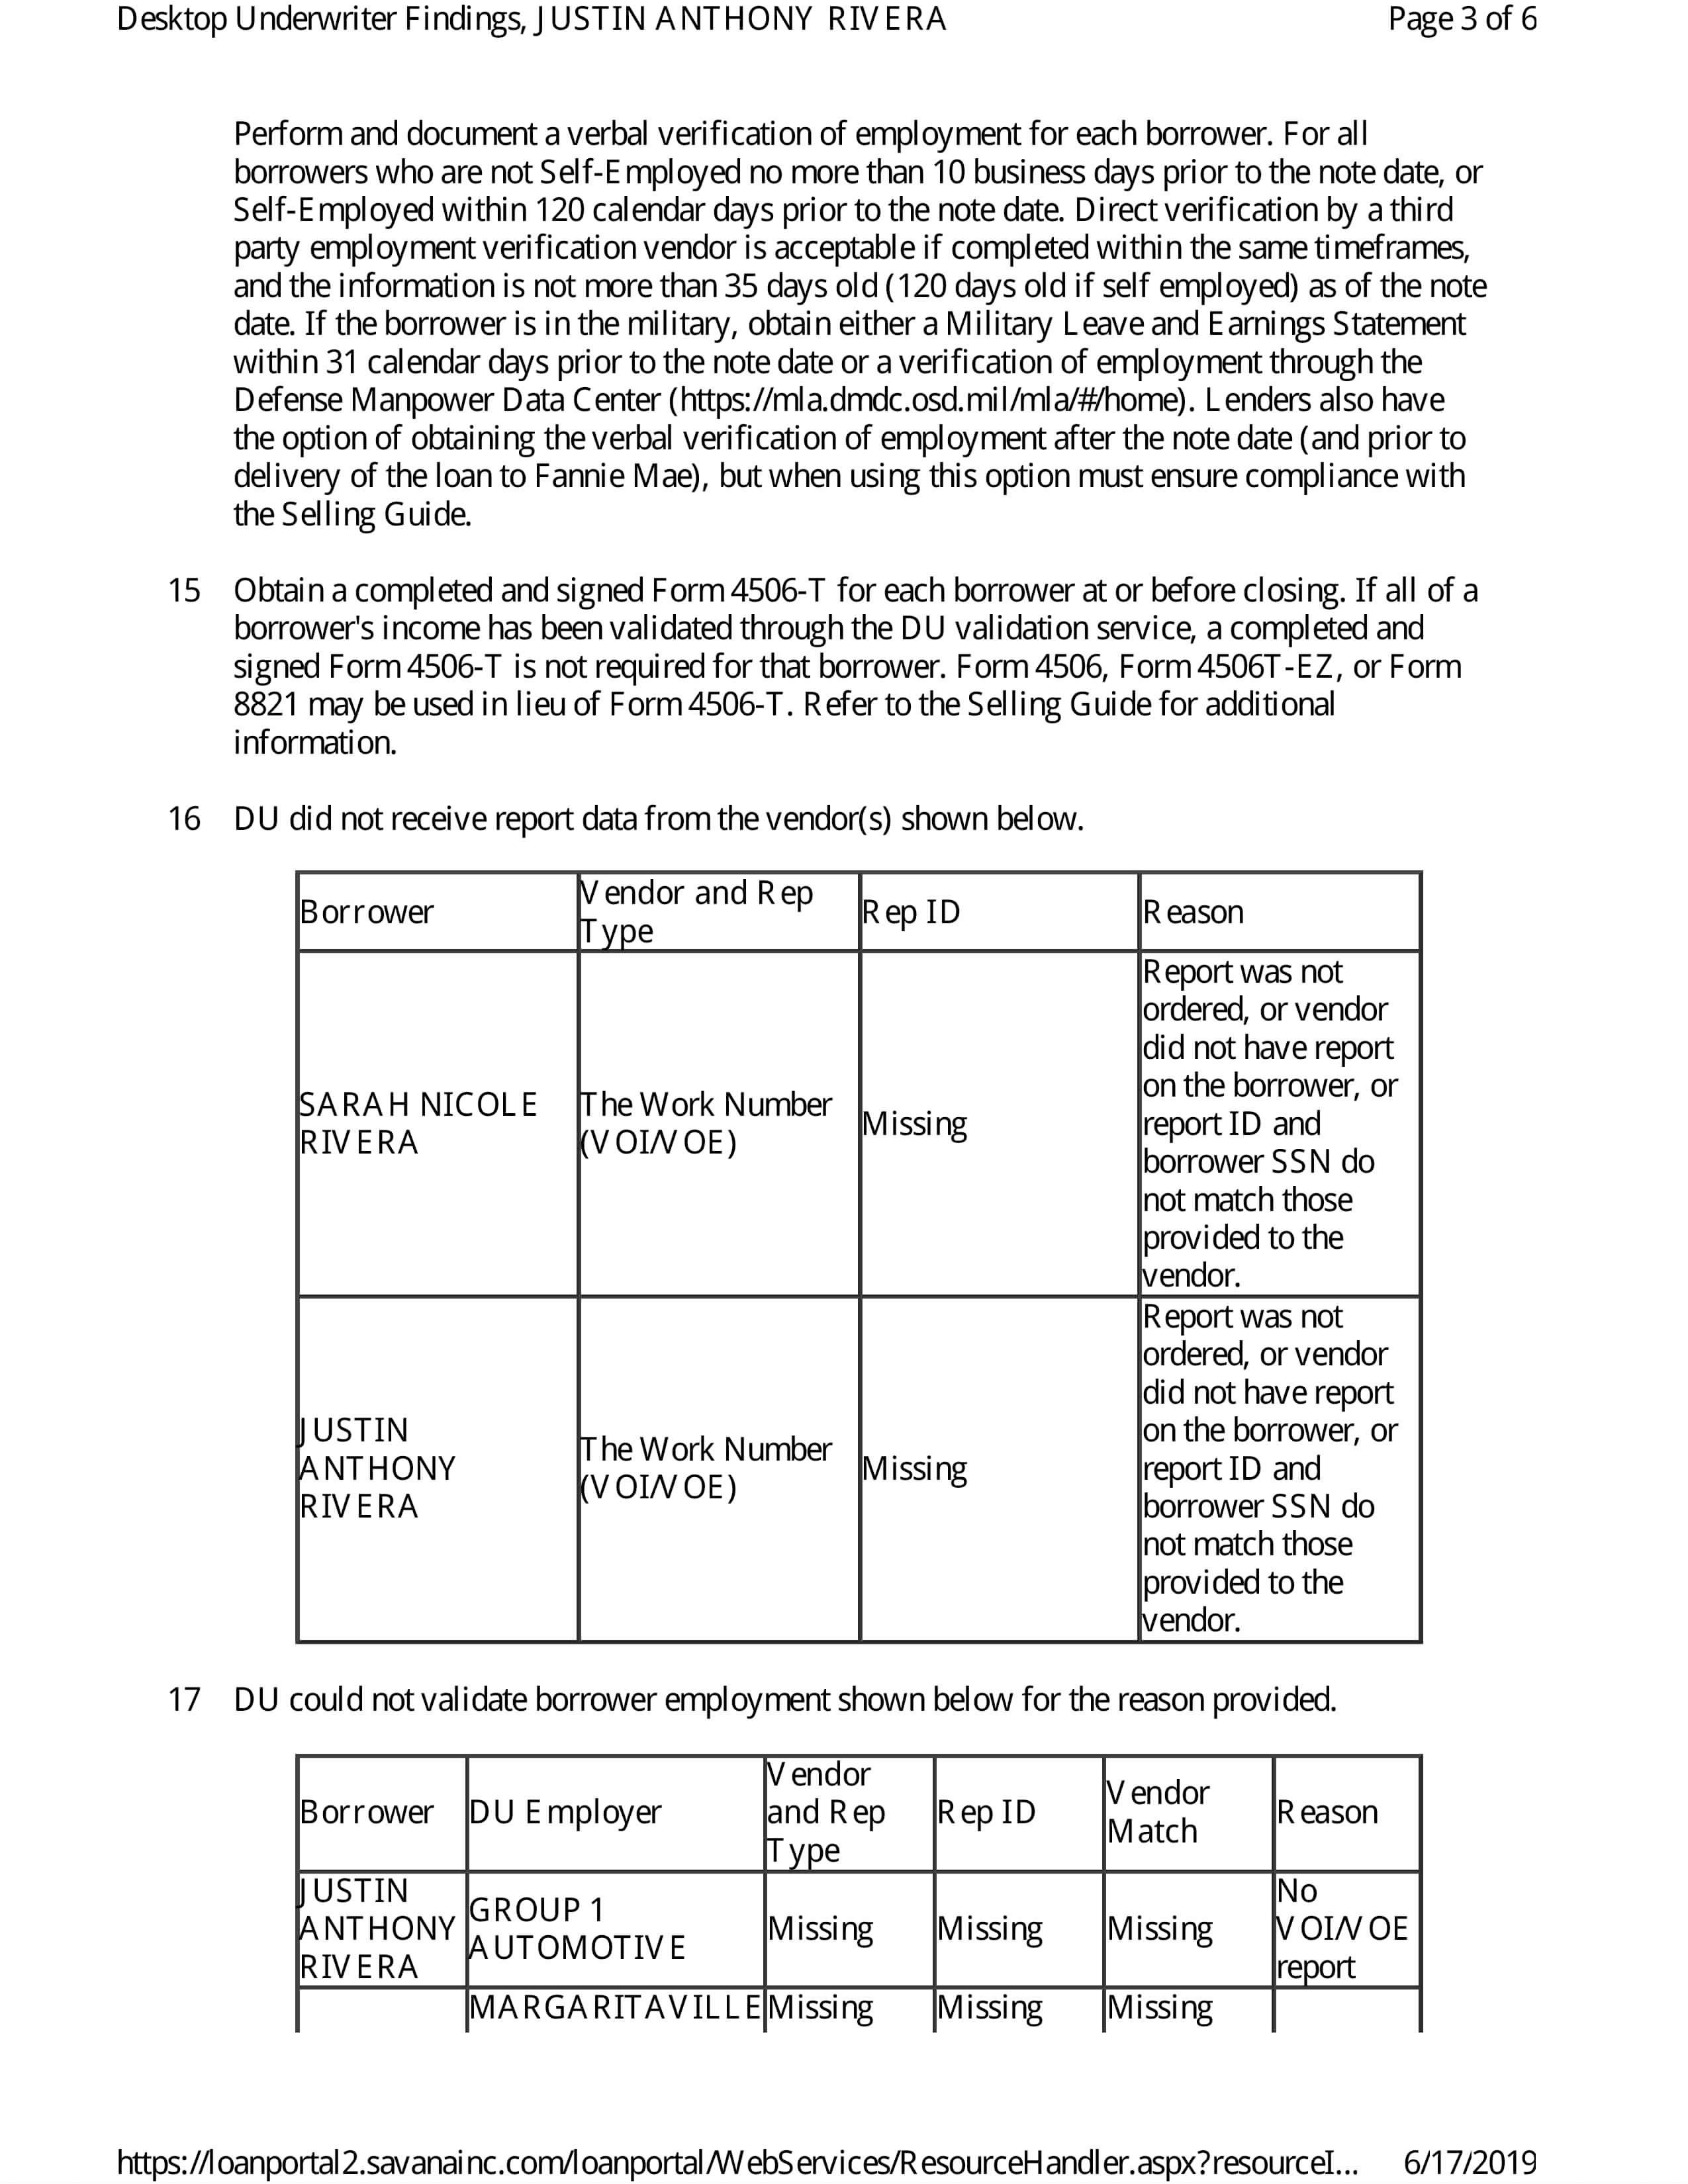 Desktop Underwriter Findings, JUSTIN ANTHONY RIVERA Page 3 of 6
Perform and document a verbal verification of employment for each borrower. For all
borrowers who are not Self-Employed no more than 10 business days prior to the note date, or
Self-Employed within 120 calendar days prior to the note date. Direct verification by a third
party employment verification vendor is acceptable if completed within the same timeframes,
and the information is not more than 35 days old (120 days old if self employed) as of the note
date. If the borrower is in the military, obtain either a Military Leave and Earnings Statement
within 31 calendar days prior to the note date or a verification of employment through the
Defense Manpower Data Center (https://mla.dmdc.osd.mil/mla/#/home). Lenders also have
the option of obtaining the verbal verification of employment after the note date (and prior to
delivery of the loan to Fannie Mae), but when using this option must ensure compliance with
the Selling Guide.
15 Obtain a completed and signed Form 4506-T for each borrower at or before closing. If all of a
borrower's income has been validated through the DU validation service, a completed and
signed Form 4506-T is not required for that borrower. Form 4506, Form 4506T-EZ, or Form
8821 may be used in lieu of Form 4506-T. Refer to the Selling Guide for additional
information.
16 DU did not receive report data from the vendor(s) shown below.
Borrower
Vendor and Rep
Type
Rep ID
Reason
SARAH NICOLE
RIVERA
The Work Number
(VOI/VOE)
Missing
Report was not
ordered, or vendor
did not have report
on the borrower, or
report ID and
borrower SSN do
not match those
provided to the
vendor.
JUSTIN
ANTHONY
RIVERA
The Work Number
(VOI/VOE)
Missing
Report was not
ordered, or vendor
did not have report
on the borrower, or
report ID and
borrower SSN do
not match those
provided to the
vendor.
17 DU could not validate borrower employment shown below for the reason provided.
Borrower
DU Employer
Vendor
and Rep
Type
Rep ID
Vendor
Match
Reason
JUSTIN
ANTHONY
RIVERA
GROUP 1
AUTOMOTIVE
Missing
Missing
Missing
No
VOI/VOE
report
MARGARITAVILLE
Missing
Missing
Missing
https://loanportal2.savanainc.com/loanportal/WebServices/ResourceHandler.aspx?resourceI... 6/17/2019